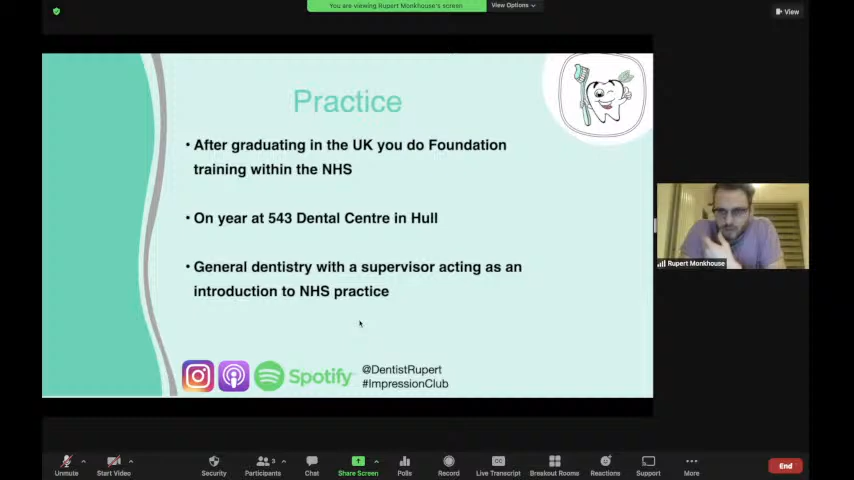 You are viewing Rupert Monkhouse's screen
View Options
View
Practice
• After graduating in the UK you do Foundation
training within the NHS
• On year at 543 Dental Centre in Hull
• General dentistry with a supervisor acting as an
introduction to NHS practice
Rupert Monkhouse
Spotify
@DentistRupert
#ImpressionClub
Unmute
Start Video
Security
Participants
3
Chat
Share Screen
Polls
Record
CC
Live Transcript
Breakout Rooms
Reactions
Support
More
End